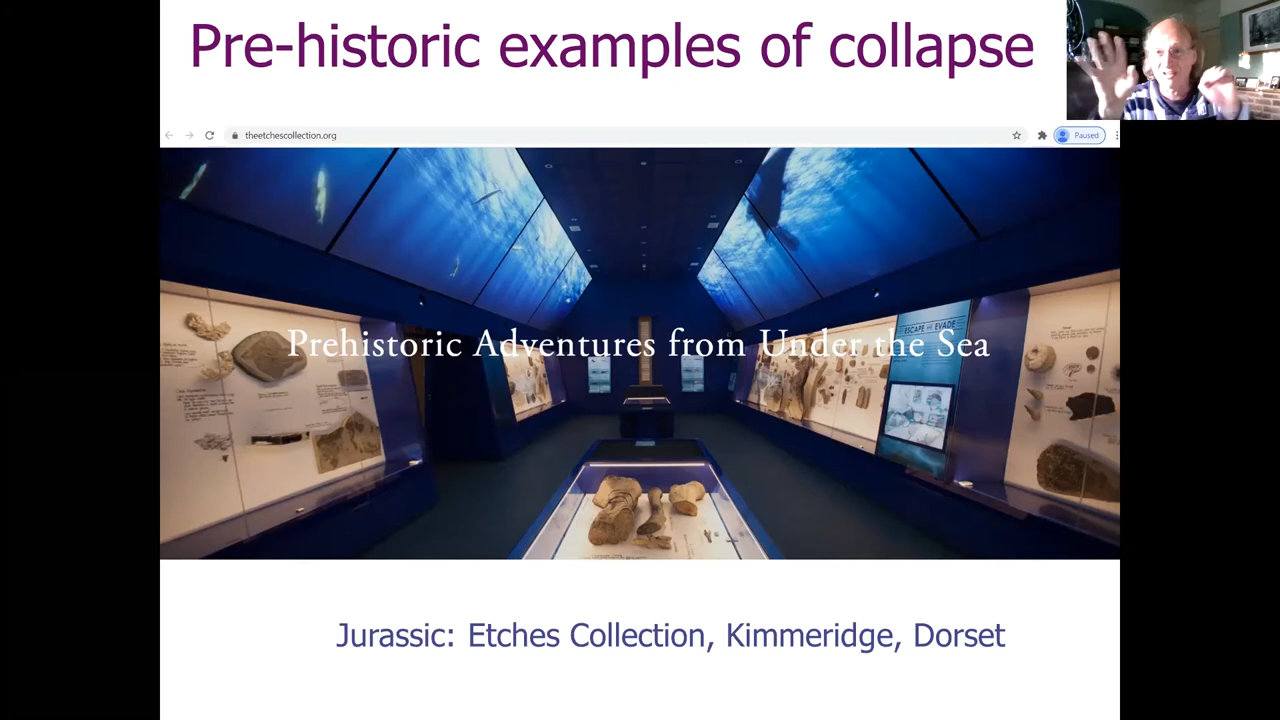 Pre-historic examples of collapse
theetchescollection.org
Paused
ESCAPE AND EVADE
Prehistoric Adventures from Under the Sea
Jurassic: Etches Collection, Kimmeridge, Dorset